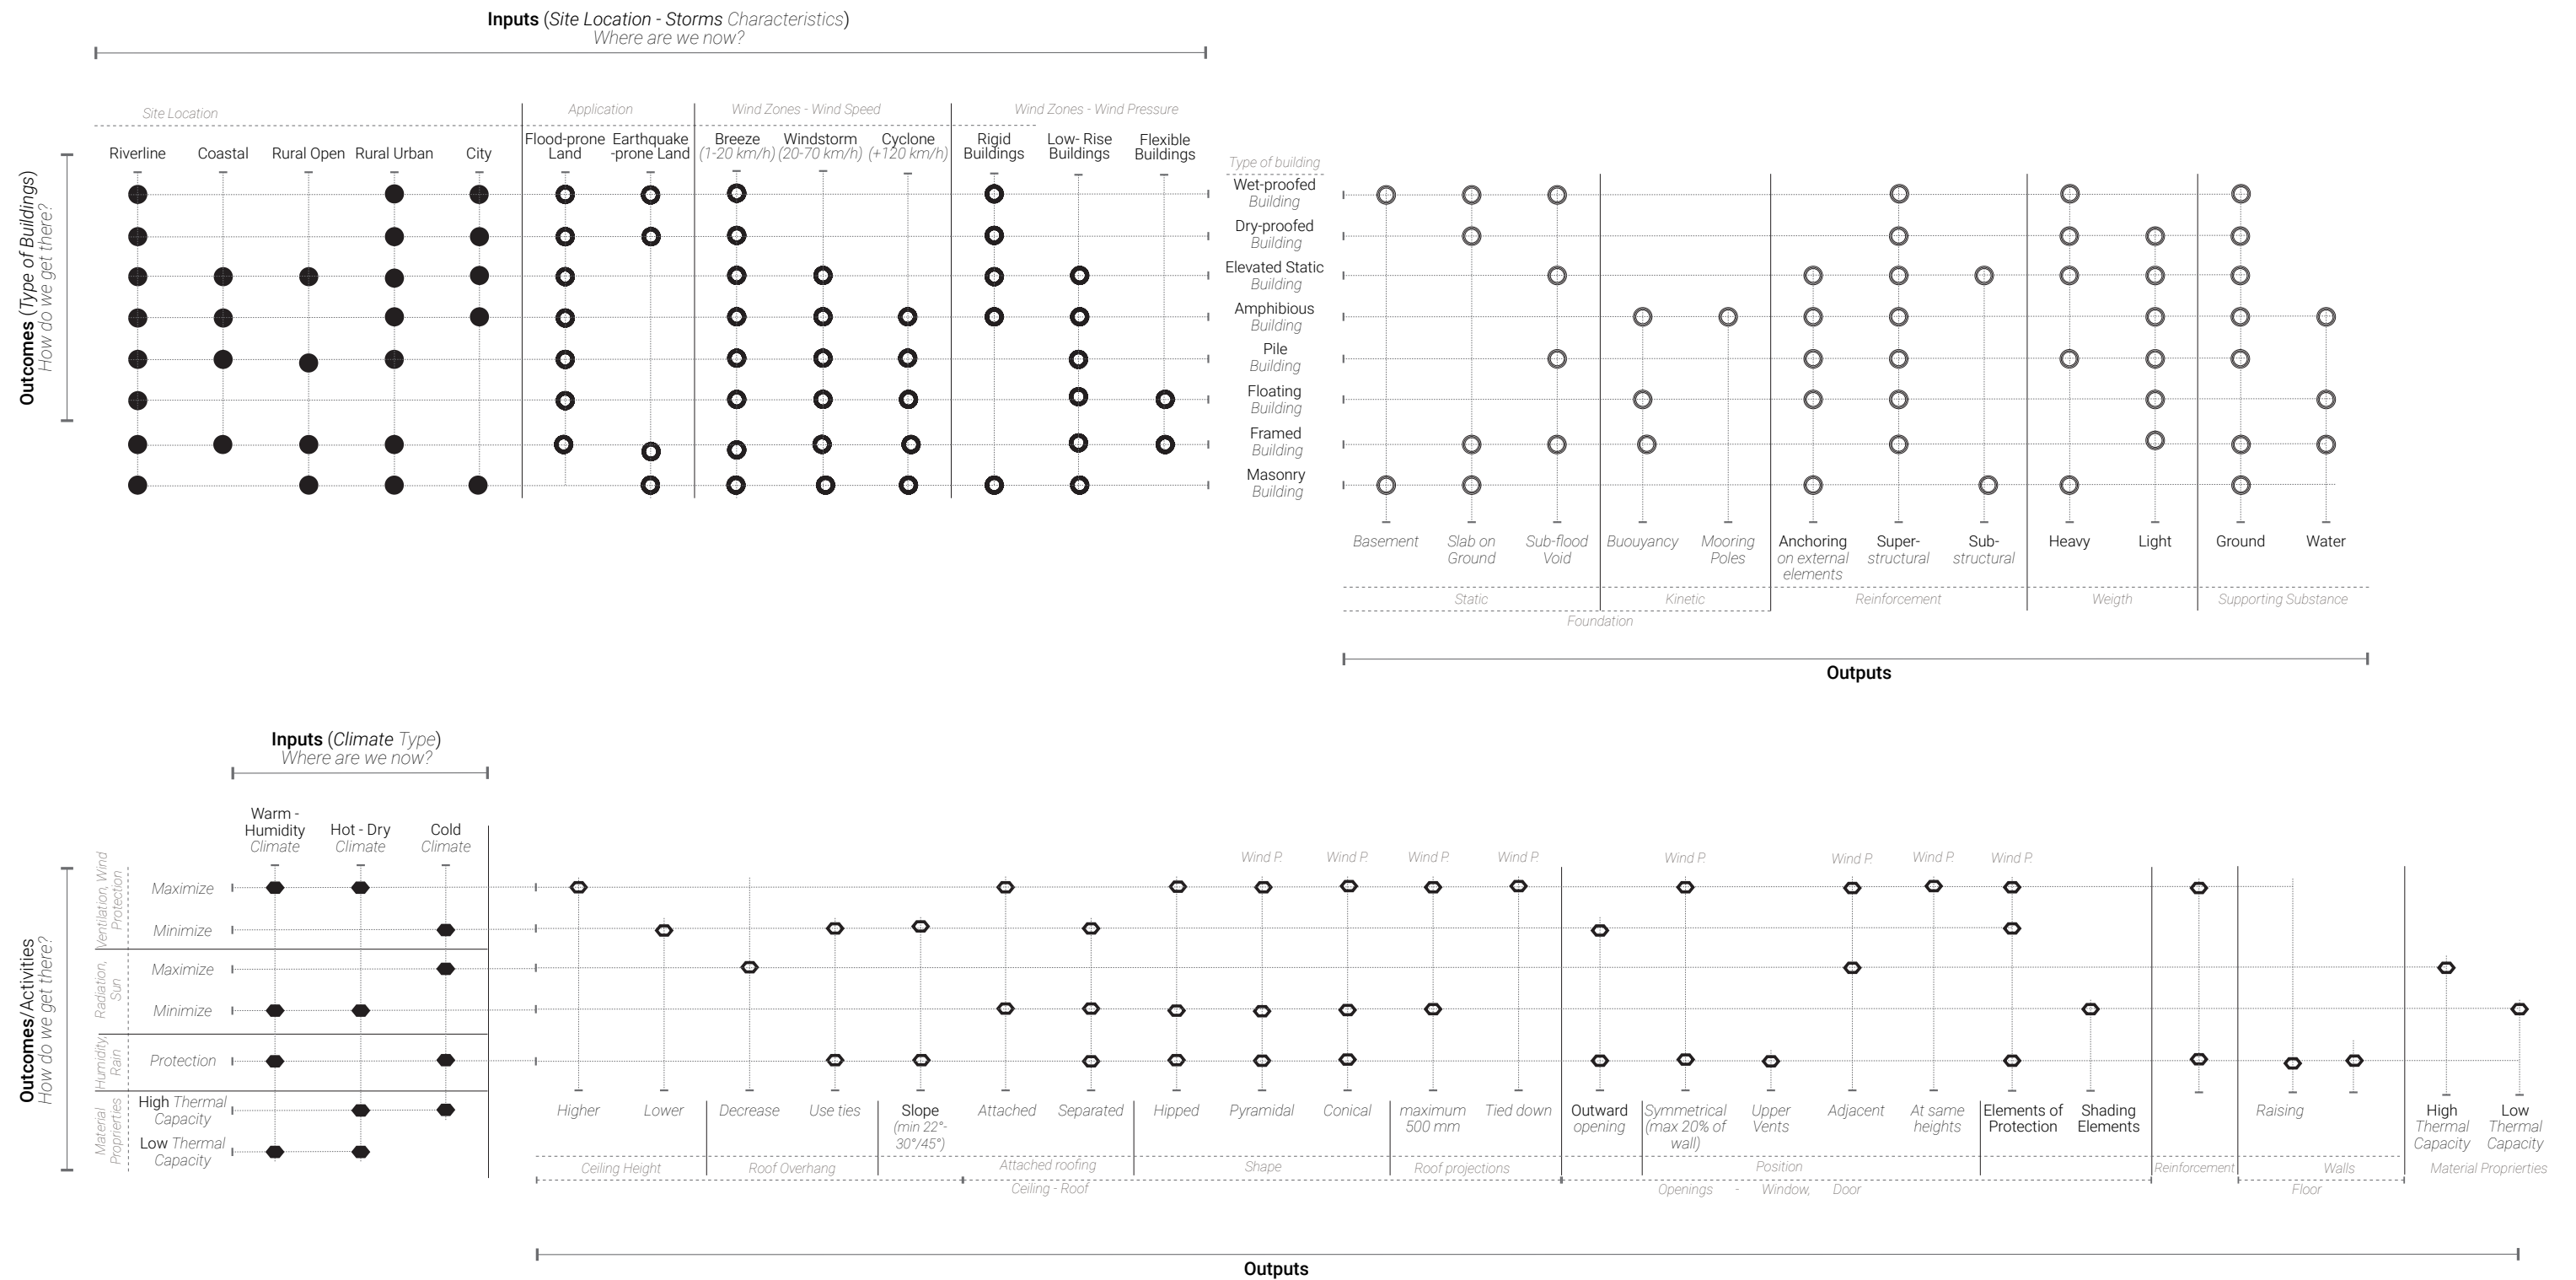 Inputs (Site Location - Storms Characteristics)
Where are we now?
Site Location
Application
Wind Zones - Wind Speed
Wind Zones - Wind Pressure
Riverline
Coastal
Rural Open
Rural Urban
City
Flood-prone
Land
Earthquake
-prone Land
Breeze
(1-20 km/h)
Windstorm
(20-70 km/h)
Cyclone
(+120 km/h)
Rigid
Buildings
Low- Rise
Buildings
Flexible
Buildings
Outcomes (Type of Buildings)
How do we get there?
Type of building
Wet-proofed
Building
Dry-proofed
Building
Elevated Static
Building
Amphibious
Building
Pile
Building
Floating
Building
Framed
Building
Masonry
Building
Basement
Slab on
Ground
Sub-flood
Void
Buouyancy
Mooring
Poles
Anchoring
on external
elements
Super-
structural
Sub-
structural
Heavy
Light
Ground
Water
Static
Kinetic
Reinforcement
Weigth
Supporting Substance
Foundation
Outputs
Inputs (Climate Type)
Where are we now?
Warm -
Humidity
Climate
Hot - Dry
Climate
Cold
Climate
Outcomes/Activities
How do we get there?
Ventilation, Wind
Protection
Maximize
Minimize
Radiation,
Sun
Maximize
Minimize
Humidity,
Rain
Protection
Material
Proprierties
High Thermal
Capacity
Low Thermal
Capacity
Wind P.
Wind P.
Wind P.
Wind P.
Wind P.
Wind P.
Wind P.
Wind P.
Higher
Lower
Decrease
Use ties
Slope
(min 22°-
30°/45°)
Attached
Separated
Hipped
Pyramidal
Conical
maximum
500 mm
Tied down
Outward
opening
Symmetrical
(max 20% of
wall)
Upper
Vents
Adjacent
At same
heights
Elements of
Protection
Shading
Elements
Raising
High
Thermal
Capacity
Low
Thermal
Capacity
Ceiling Height
Roof Overhang
Attached roofing
Shape
Roof projections
Position
Reinforcement
Walls
Material Proprierties
Ceiling - Roof
Openings - Window, Door
Floor
Outputs